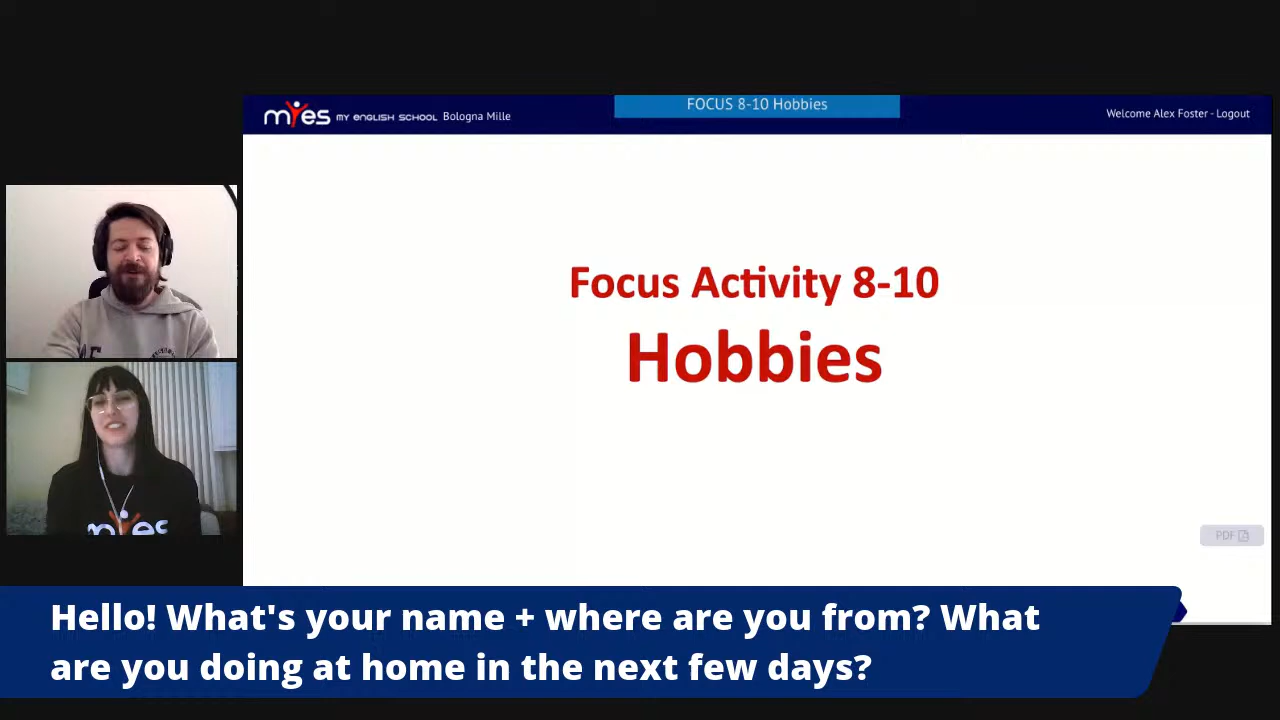 FOCUS 8-10 Hobbies
myes MY ENGLISH SCHOOL Bologna Mille
Welcome Alex Foster - Logout
Focus Activity 8-10
Hobbies
myes
PDF
Hello! What's your name + where are you from? What
are you doing at home in the next few days?